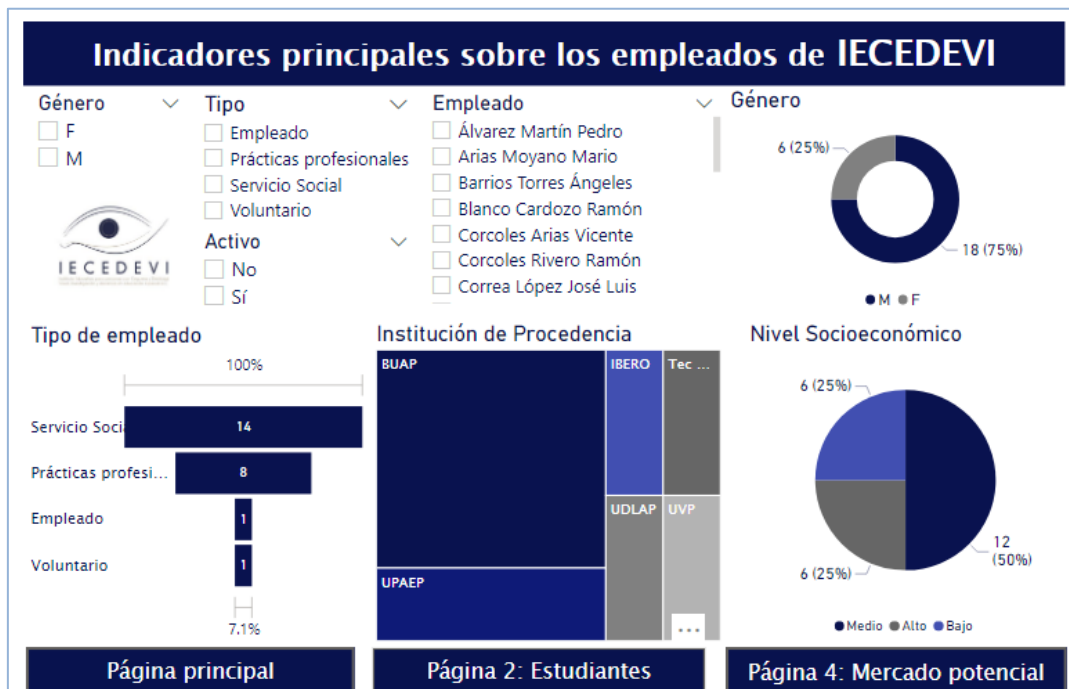 Indicadores principales sobre los empleados de IECEDEVI
Género
F
M
Tipo
Empleado
Prácticas profesionales
Servicio Social
Voluntario
Activo
No
Sí
Empleado
Álvarez Martín Pedro
Arias Moyano Mario
Barrios Torres Ángeles
Blanco Cardozo Ramón
Corcoles Arias Vicente
Corcoles Rivero Ramón
Correa López José Luis
IECEDEVI
Género
6 (25%)
18 (75%)
M F
Tipo de empleado
100%
Servicio Soci
14
Prácticas profesi...
8
Empleado
1
Voluntario
1
7.1%
Institución de Procedencia
BUAP
UPAEP
IBERO
Tec ...
UDLAP
UVP
...
Nivel Socioeconómico
6 (25%)
6 (25%)
12
(50%)
Medio Alto Bajo
Página principal
Página 2: Estudiantes
Página 4: Mercado potencial